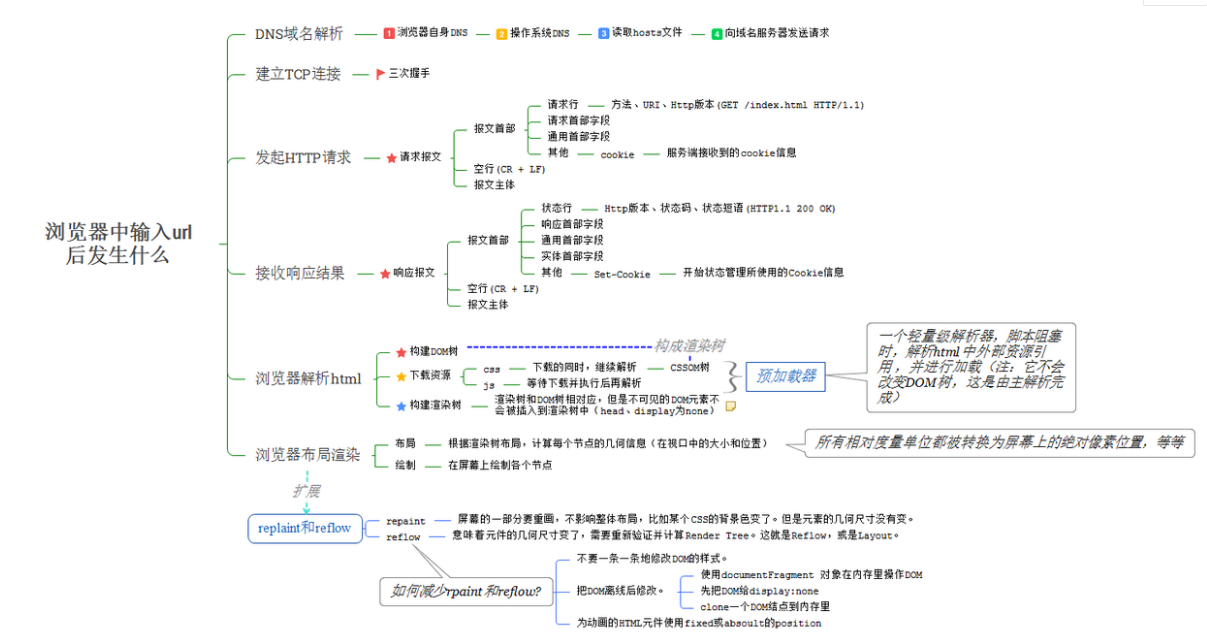 浏览器中输入url
后发生什么
DNS域名解析
1 浏览器自身DNS
2 操作系统DNS
3 读取hosts文件
4 向域名服务器发送请求
建立TCP连接
三次握手
发起HTTP请求
请求报文
报文首部
请求行
方法、URI、Http版本(GET /index.html HTTP/1.1)
请求首部字段
通用首部字段
其他
cookie
服务端接收到的cookie信息
空行(CR + LF)
报文主体
接收响应结果
响应报文
报文首部
状态行
Http版本、状态码、状态短语(HTTP1.1 200 OK)
响应首部字段
通用首部字段
实体首部字段
其他
Set-Cookie
开始状态管理所使用的Cookie信息
空行(CR + LF)
报文主体
浏览器解析html
构建DOM树
构成渲染树
下载资源
css
下载的同时，继续解析
CSSOM树
js
等待下载并执行后再解析
构建渲染树
渲染树和DOM树相对应，但是不可见的DOM元素不
会被插入到渲染树中（head、display为none）
预加载器
一个轻量级解析器，脚本阻塞
时，解析html中外部资源引
用，并进行加载（注：它不会
改变DOM树，这是由主解析完
成）
浏览器布局渲染
布局
根据渲染树布局，计算每个节点的几何信息（在视口中的大小和位置）
所有相对度量单位都被转换为屏幕上的绝对像素位置，等等
绘制
在屏幕上绘制各个节点
扩展
replaint和reflow
repaint
屏幕的一部分要重画，不影响整体布局，比如某个CSS的背景色变了。但是元素的几何尺寸没有变。
reflow
意味着元件的几何尺寸变了，需要重新验证并计算Render Tree。这就是Reflow，或是Layout。
如何减少rpaint和reflow?
不要一条一条地修改DOM的样式。
把DOM离线后修改。
使用documentFragment 对象在内存里操作DOM
先把DOM给display:none
clone一个DOM结点到内存里
为动画的HTML元件使用fixed或absoult的position